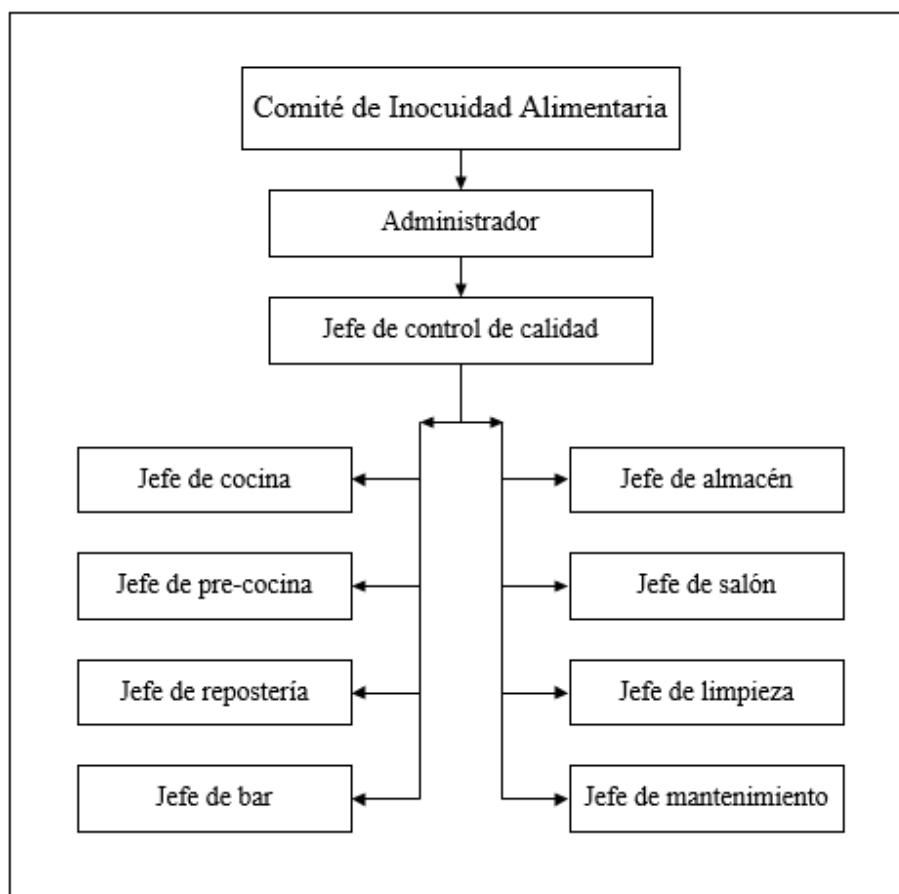 Comité de Inocuidad Alimentaria
Administrador
Jefe de control de calidad
Jefe de cocina
Jefe de almacén
Jefe de pre-cocina
Jefe de salón
Jefe de repostería
Jefe de limpieza
Jefe de bar
Jefe de mantenimiento